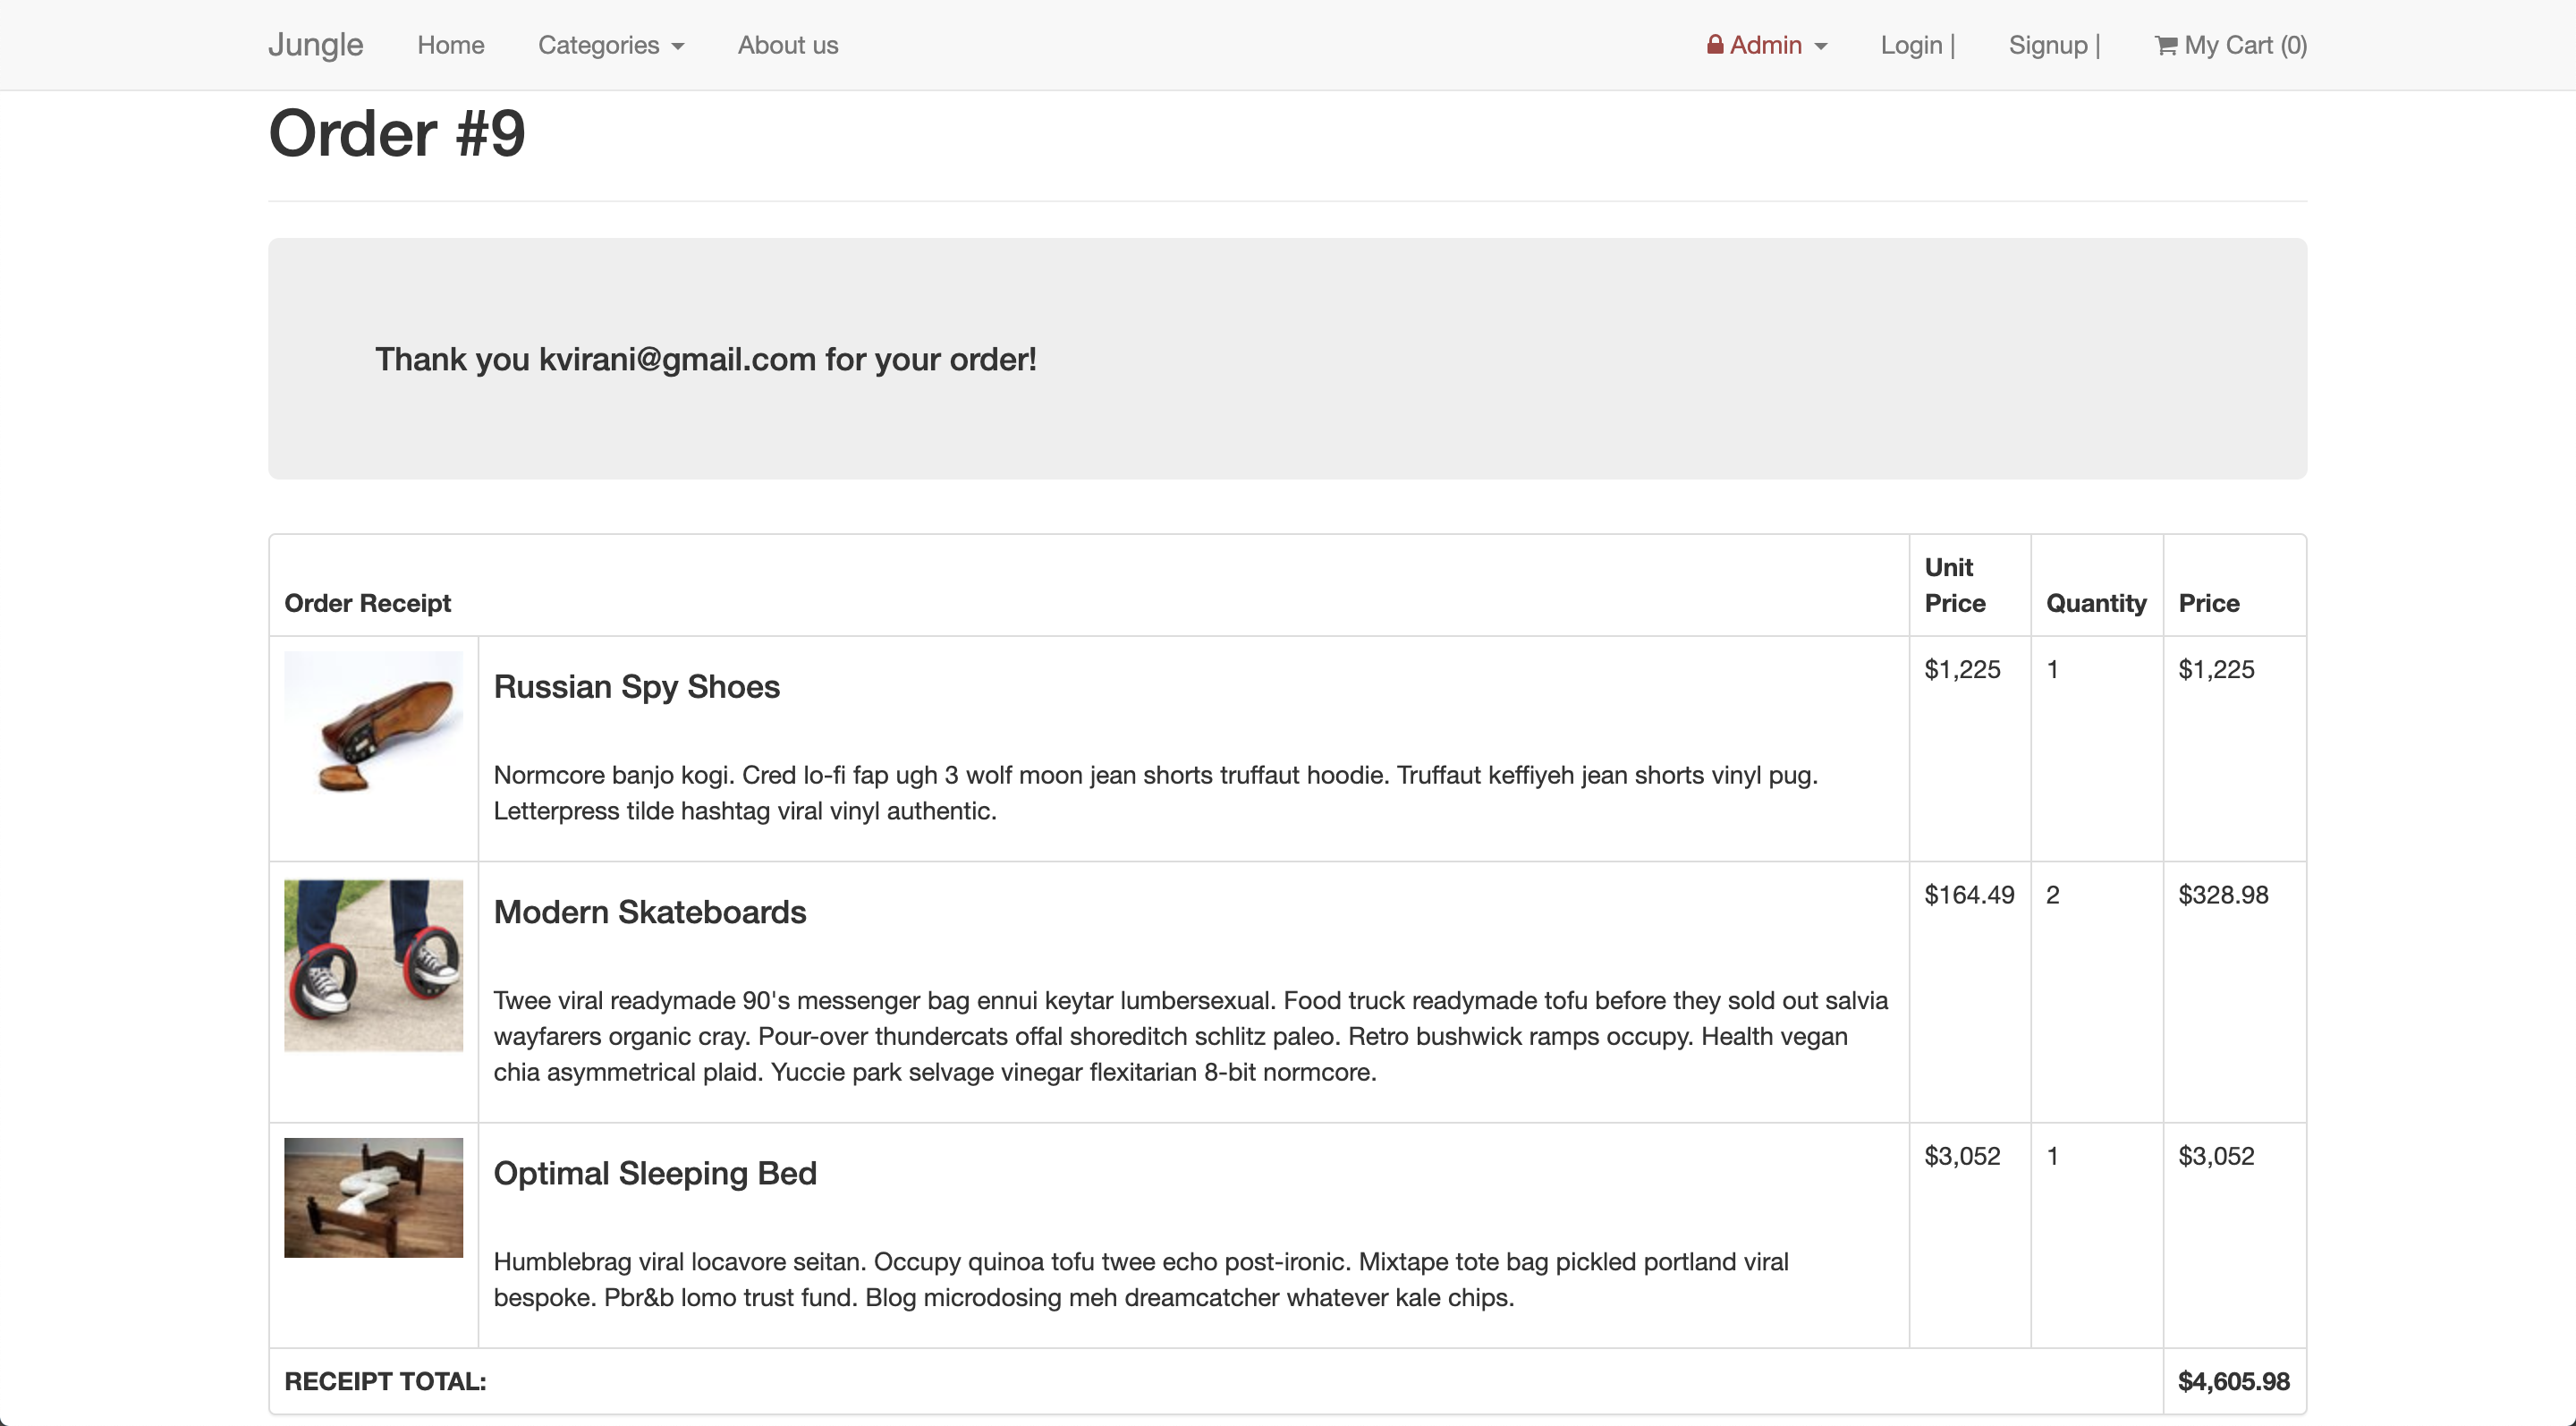 Jungle Home Categories About us Admin Login | Signup | My Cart (0)
Order #9
Thank you kvirani@gmail.com for your order!
Order Receipt Unit Price Quantity Price
Russian Spy Shoes $1,225 1 $1,225
Normcore banjo kogi. Cred lo-fi fap ugh 3 wolf moon jean shorts truffaut hoodie. Truffaut keffiyeh jean shorts vinyl pug.
Letterpress tilde hashtag viral vinyl authentic.
Modern Skateboards $164.49 2 $328.98
Twee viral readymade 90's messenger bag ennui keytar lumbersexual. Food truck readymade tofu before they sold out salvia
wayfarers organic cray. Pour-over thundercats offal shoreditch schlitz paleo. Retro bushwick ramps occupy. Health vegan
chia asymmetrical plaid. Yuccie park selvage vinegar flexitarian 8-bit normcore.
Optimal Sleeping Bed $3,052 1 $3,052
Humblebrag viral locavore seitan. Occupy quinoa tofu twee echo post-ironic. Mixtape tote bag pickled portland viral
bespoke. Pbr&b lomo trust fund. Blog microdosing meh dreamcatcher whatever kale chips.
RECEIPT TOTAL: $4,605.98